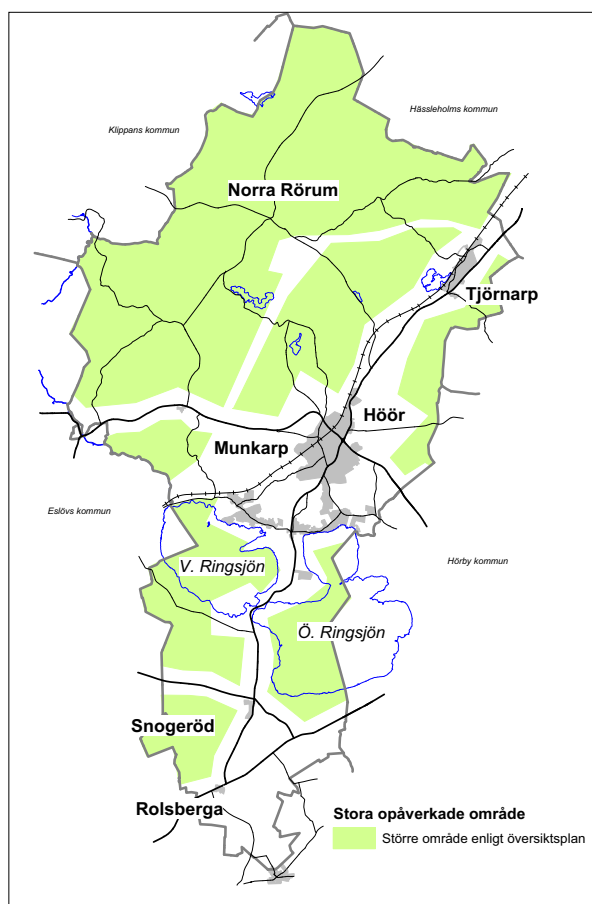 Klippans kommun
Hässleholms kommun
Norra Rörum
Tjörnarp
Höör
Munkarp
Eslövs kommun
V. Ringsjön
Hörby kommun
Ö. Ringsjön
Snogeröd
Rolsberga
Stora opåverkade område
Större område enligt översiktsplan